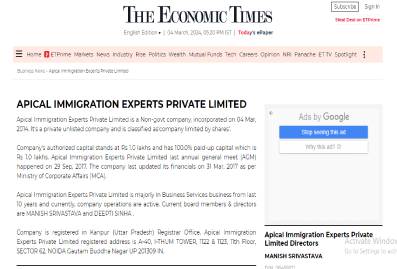 THE ECONOMIC TIMES
Subscribe Sign In
English Edition | 04 March, 2024, 05:20 PM IST | Today's ePaper
Steal Deal on ETPrime
Home ETPrime Markets News Industry Rise Politics Wealth Mutual Funds Tech Careers Opinion NRI Panache ET TV Spotlight
Business News › Apical Immigration Experts Private Limited
APICAL IMMIGRATION EXPERTS PRIVATE LIMITED
Apical Immigration Experts Private Limited is a Non-govt company, incorporated on 04 Mar,
2014. It's a private unlisted company and is classified as'company limited by shares'.
Company's authorized capital stands at Rs 1.0 lakhs and has 100.0% paid-up capital which is
Rs 1.0 lakhs. Apical Immigration Experts Private Limited last annual general meet (AGM)
happened on 29 Sep, 2017. The company last updated its financials on 31 Mar, 2017 as per
Ministry of Corporate Affairs (MCA).
Apical Immigration Experts Private Limited is majorly in Business Services business from last
10 years and currently, company operations are active. Current board members & directors
are MANISH SRIVASTAVA and DEEPTI SINHA .
Company is registered in Kanpur (Uttar Pradesh) Registrar Office. Apical Immigration
Experts Private Limited registered address is A-40, I-THUM TOWER, 1122 & 1123, 11th Floor,
SECTOR 62, NOIDA Gautam Buddha Nagar UP 201309 IN.
Ads by Google
Stop seeing this ad
Why this ad?
Apical Immigration Experts Private
Limited Directors
MANISH SRIVASTAVA
Activate Window
Go to Settings to